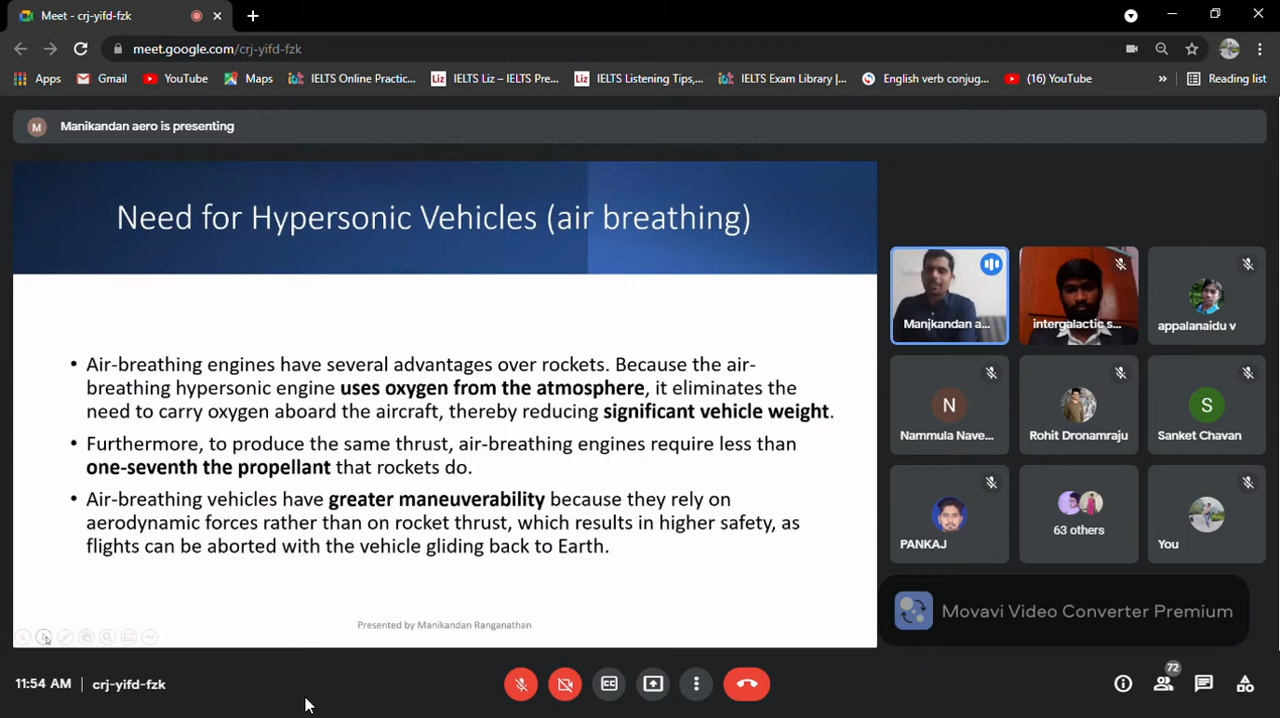 Meet - crj-yifd-fzk
meet.google.com/crj-yifd-fzk
Apps Gmail YouTube Maps IELTS Online Practic... IELTS Liz – IELTS Pre... IELTS Listening Tips,... IELTS Exam Library |... English verb conjug... (16) YouTube » Reading list
M Manikandan aero is presenting
Need for Hypersonic Vehicles (air breathing)
• Air-breathing engines have several advantages over rockets. Because the air-
breathing hypersonic engine uses oxygen from the atmosphere, it eliminates the
need to carry oxygen aboard the aircraft, thereby reducing significant vehicle weight.
• Furthermore, to produce the same thrust, air-breathing engines require less than
one-seventh the propellant that rockets do.
• Air-breathing vehicles have greater maneuverability because they rely on
aerodynamic forces rather than on rocket thrust, which results in higher safety, as
flights can be aborted with the vehicle gliding back to Earth.
Presented by Manikandan Ranganathan
Manikandan a...
intergalactic s...
appalanaidu v
N
Nammula Nave...
Rohit Dronamraju
S
Sanket Chavan
PANKAJ
63 others
You
Movavi Video Converter Premium
11:54 AM | crj-yifd-fzk
CC
72